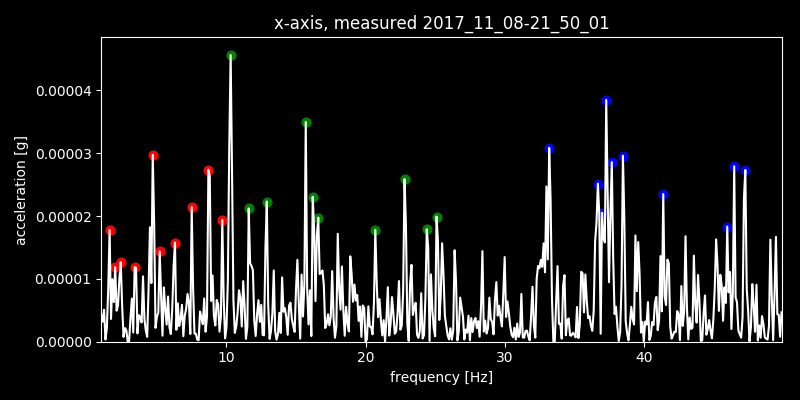 x-axis, measured 2017_11_08-21_50_01
acceleration [g]
0.00004
0.00003
0.00002
0.00001
0.00000
10 20 30 40
frequency [Hz]